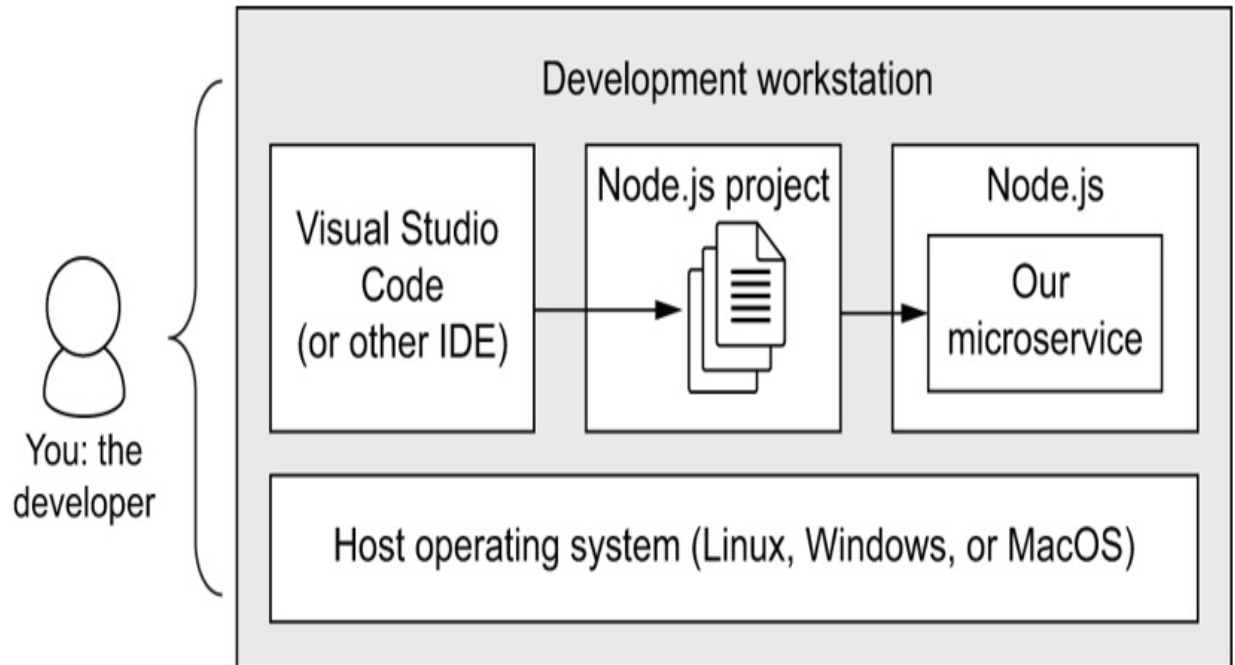 Development workstation
Visual Studio
Code
(or other IDE)
Node.js project
Node.js
Our
microservice
You: the
developer
Host operating system (Linux, Windows, or MacOS)